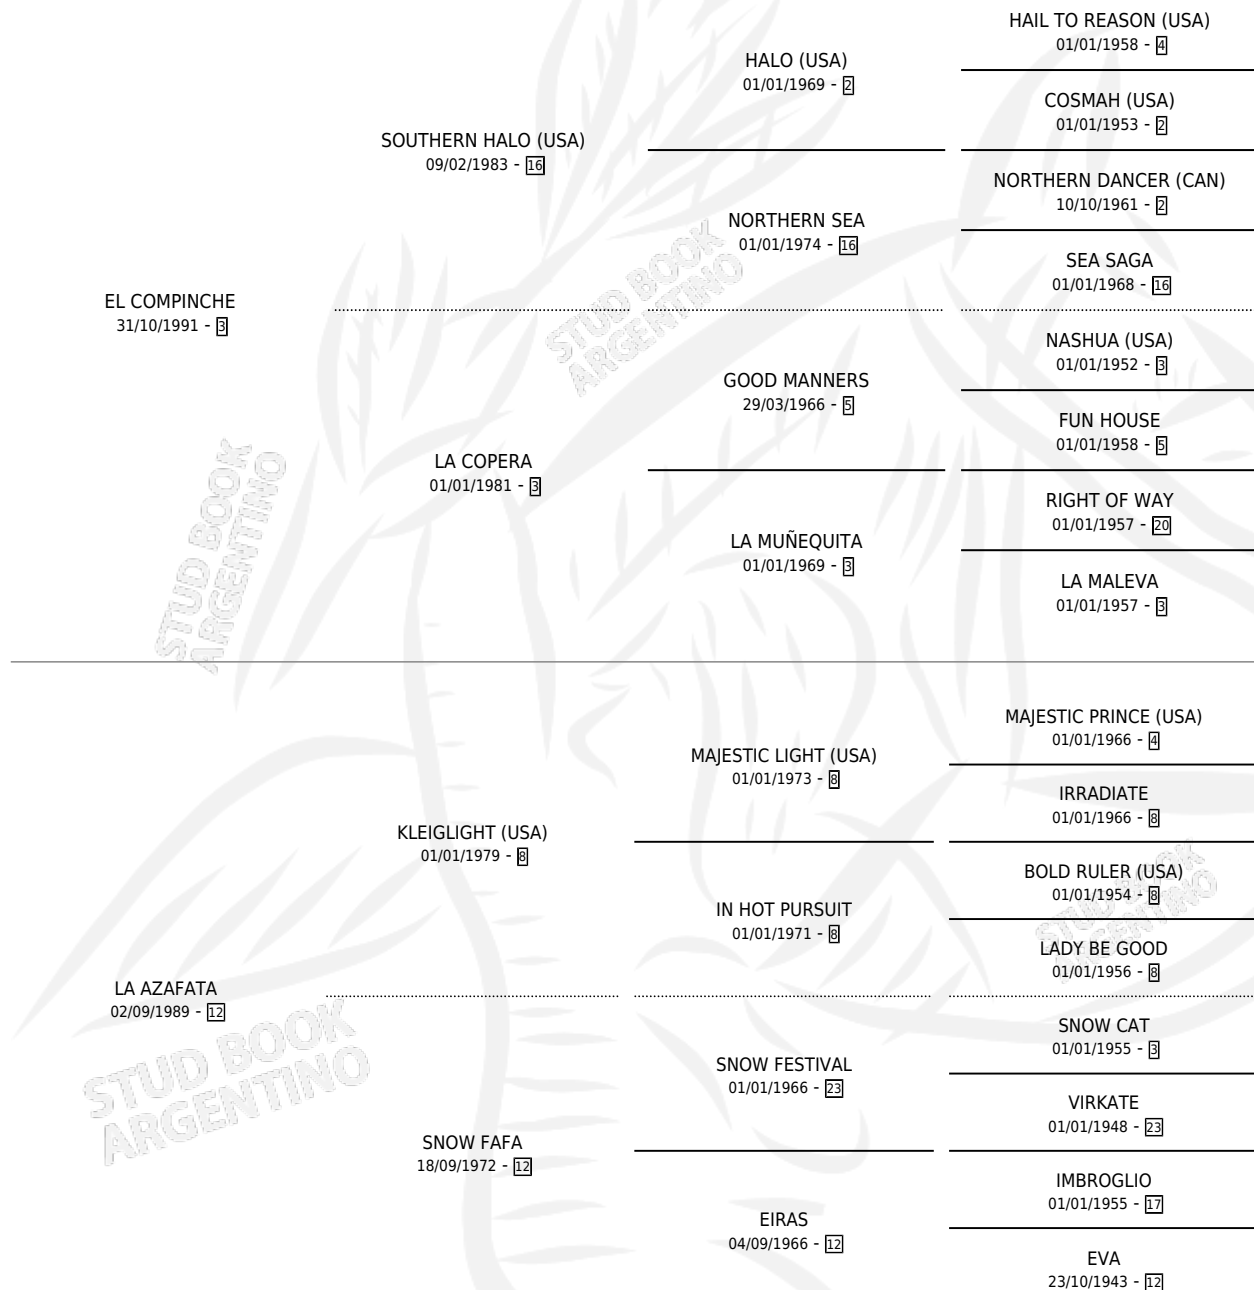 HAIL TO REASON (USA)
01/01/1958 - 4
HALO (USA)
01/01/1969 - 2
COSMAH (USA)
01/01/1953 - 2
SOUTHERN HALO (USA)
09/02/1983 - 16
NORTHERN DANCER (CAN)
10/10/1961 - 2
NORTHERN SEA
01/01/1974 - 16
SEA SAGA
01/01/1968 - 16
EL COMPINCHE
31/10/1991 - 3
NASHUA (USA)
01/01/1952 - 3
GOOD MANNERS
29/03/1966 - 5
FUN HOUSE
01/01/1958 - 5
LA COPERA
01/01/1981 - 3
RIGHT OF WAY
01/01/1957 - 20
LA MUÑEQUITA
01/01/1969 - 3
LA MALEVA
01/01/1957 - 3
MAJESTIC PRINCE (USA)
01/01/1966 - 4
MAJESTIC LIGHT (USA)
01/01/1973 - 8
IRRADIATE
01/01/1966 - 8
KLEIGLIGHT (USA)
01/01/1979 - 8
BOLD RULER (USA)
01/01/1954 - 8
IN HOT PURSUIT
01/01/1971 - 8
LADY BE GOOD
01/01/1956 - 8
LA AZAFATA
02/09/1989 - 12
SNOW CAT
01/01/1955 - 3
SNOW FESTIVAL
01/01/1966 - 23
VIRKATE
01/01/1948 - 23
SNOW FAFA
18/09/1972 - 12
IMBROGLIO
01/01/1955 - 17
EIRAS
04/09/1966 - 12
EVA
23/10/1943 - 12
STUD BOOK
ARGENTINO
STUD BOOK
ARGENTINO
STUD BOOK
ARGENTINO
STUD BOOK
ARGENTINO